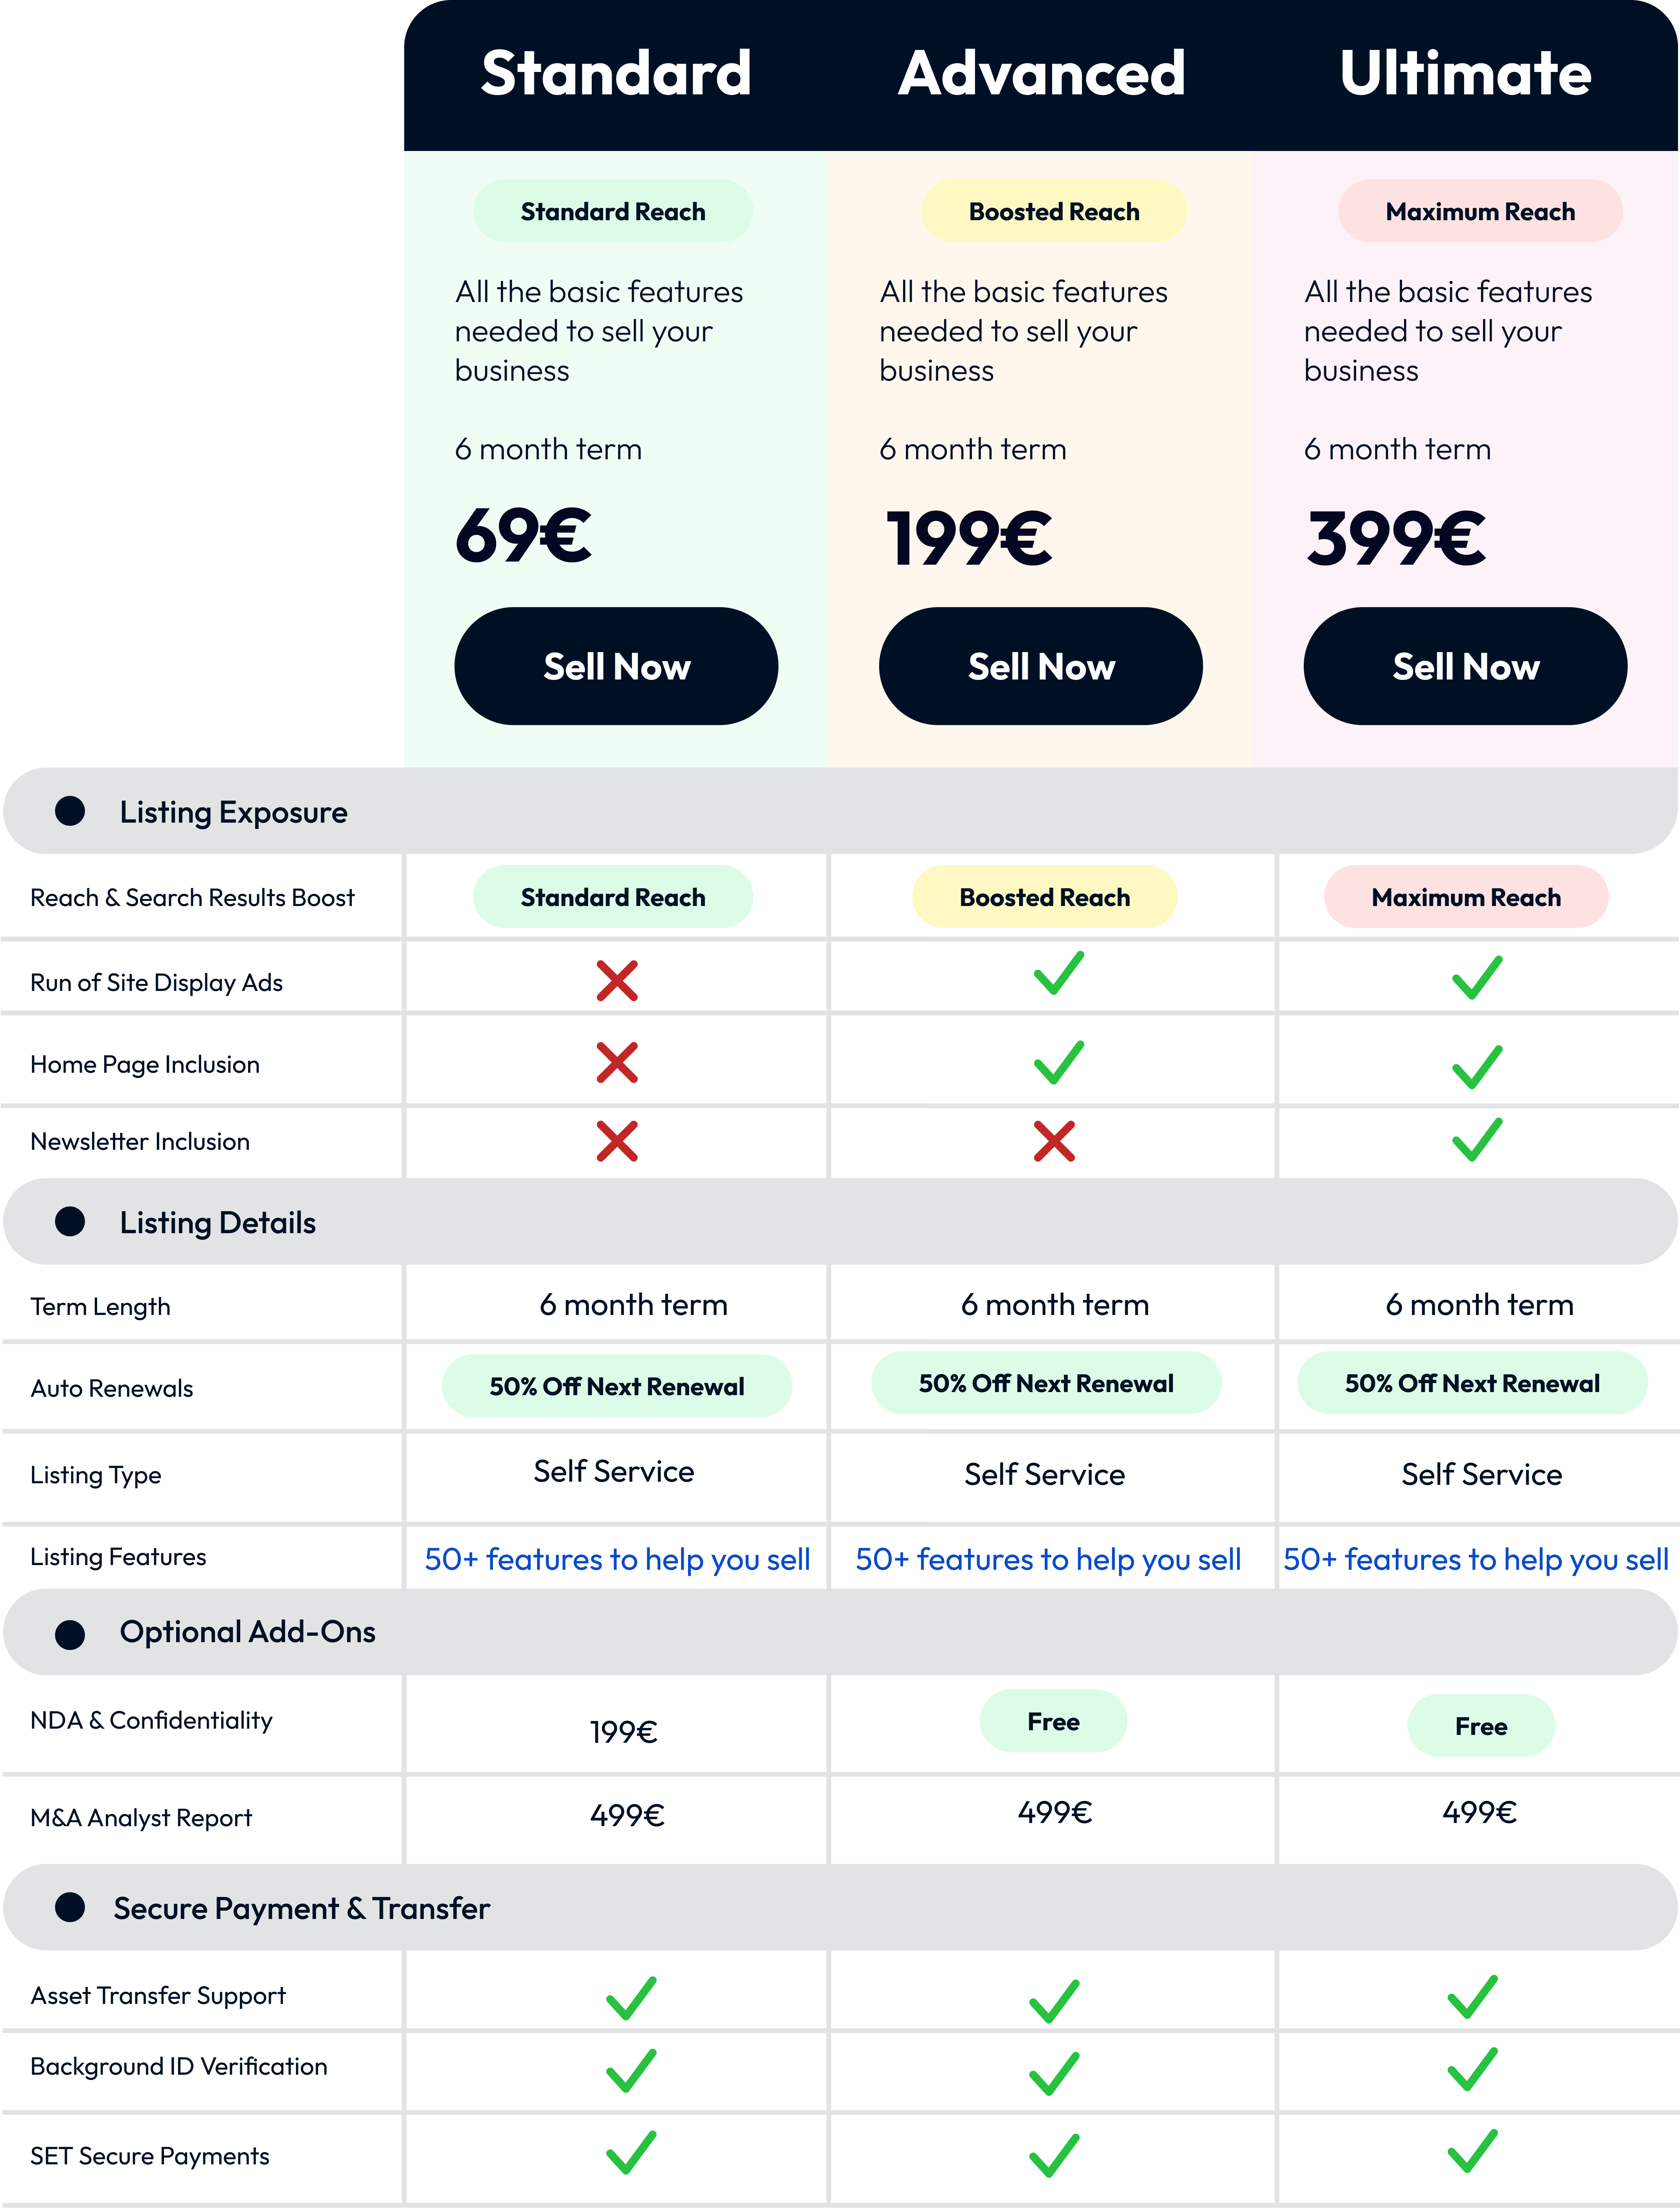 Standard Advanced Ultimate
Standard Reach Boosted Reach Maximum Reach
All the basic features All the basic features All the basic features
needed to sell your needed to sell your needed to sell your
business business business
6 month term 6 month term 6 month term
69€ 199€ 399€
Sell Now Sell Now Sell Now
Listing Exposure
Reach & Search Results Boost Standard Reach Boosted Reach Maximum Reach
Run of Site Display Ads
Home Page Inclusion
Newsletter Inclusion
Listing Details
Term Length 6 month term 6 month term 6 month term
Auto Renewals 50% Off Next Renewal 50% Off Next Renewal 50% Off Next Renewal
Listing Type Self Service Self Service Self Service
Listing Features 50+ features to help you sell 50+ features to help you sell 50+ features to help you sell
Optional Add-Ons
NDA & Confidentiality 199€ Free Free
M&A Analyst Report 499€ 499€ 499€
Secure Payment & Transfer
Asset Transfer Support
Background ID Verification
SET Secure Payments